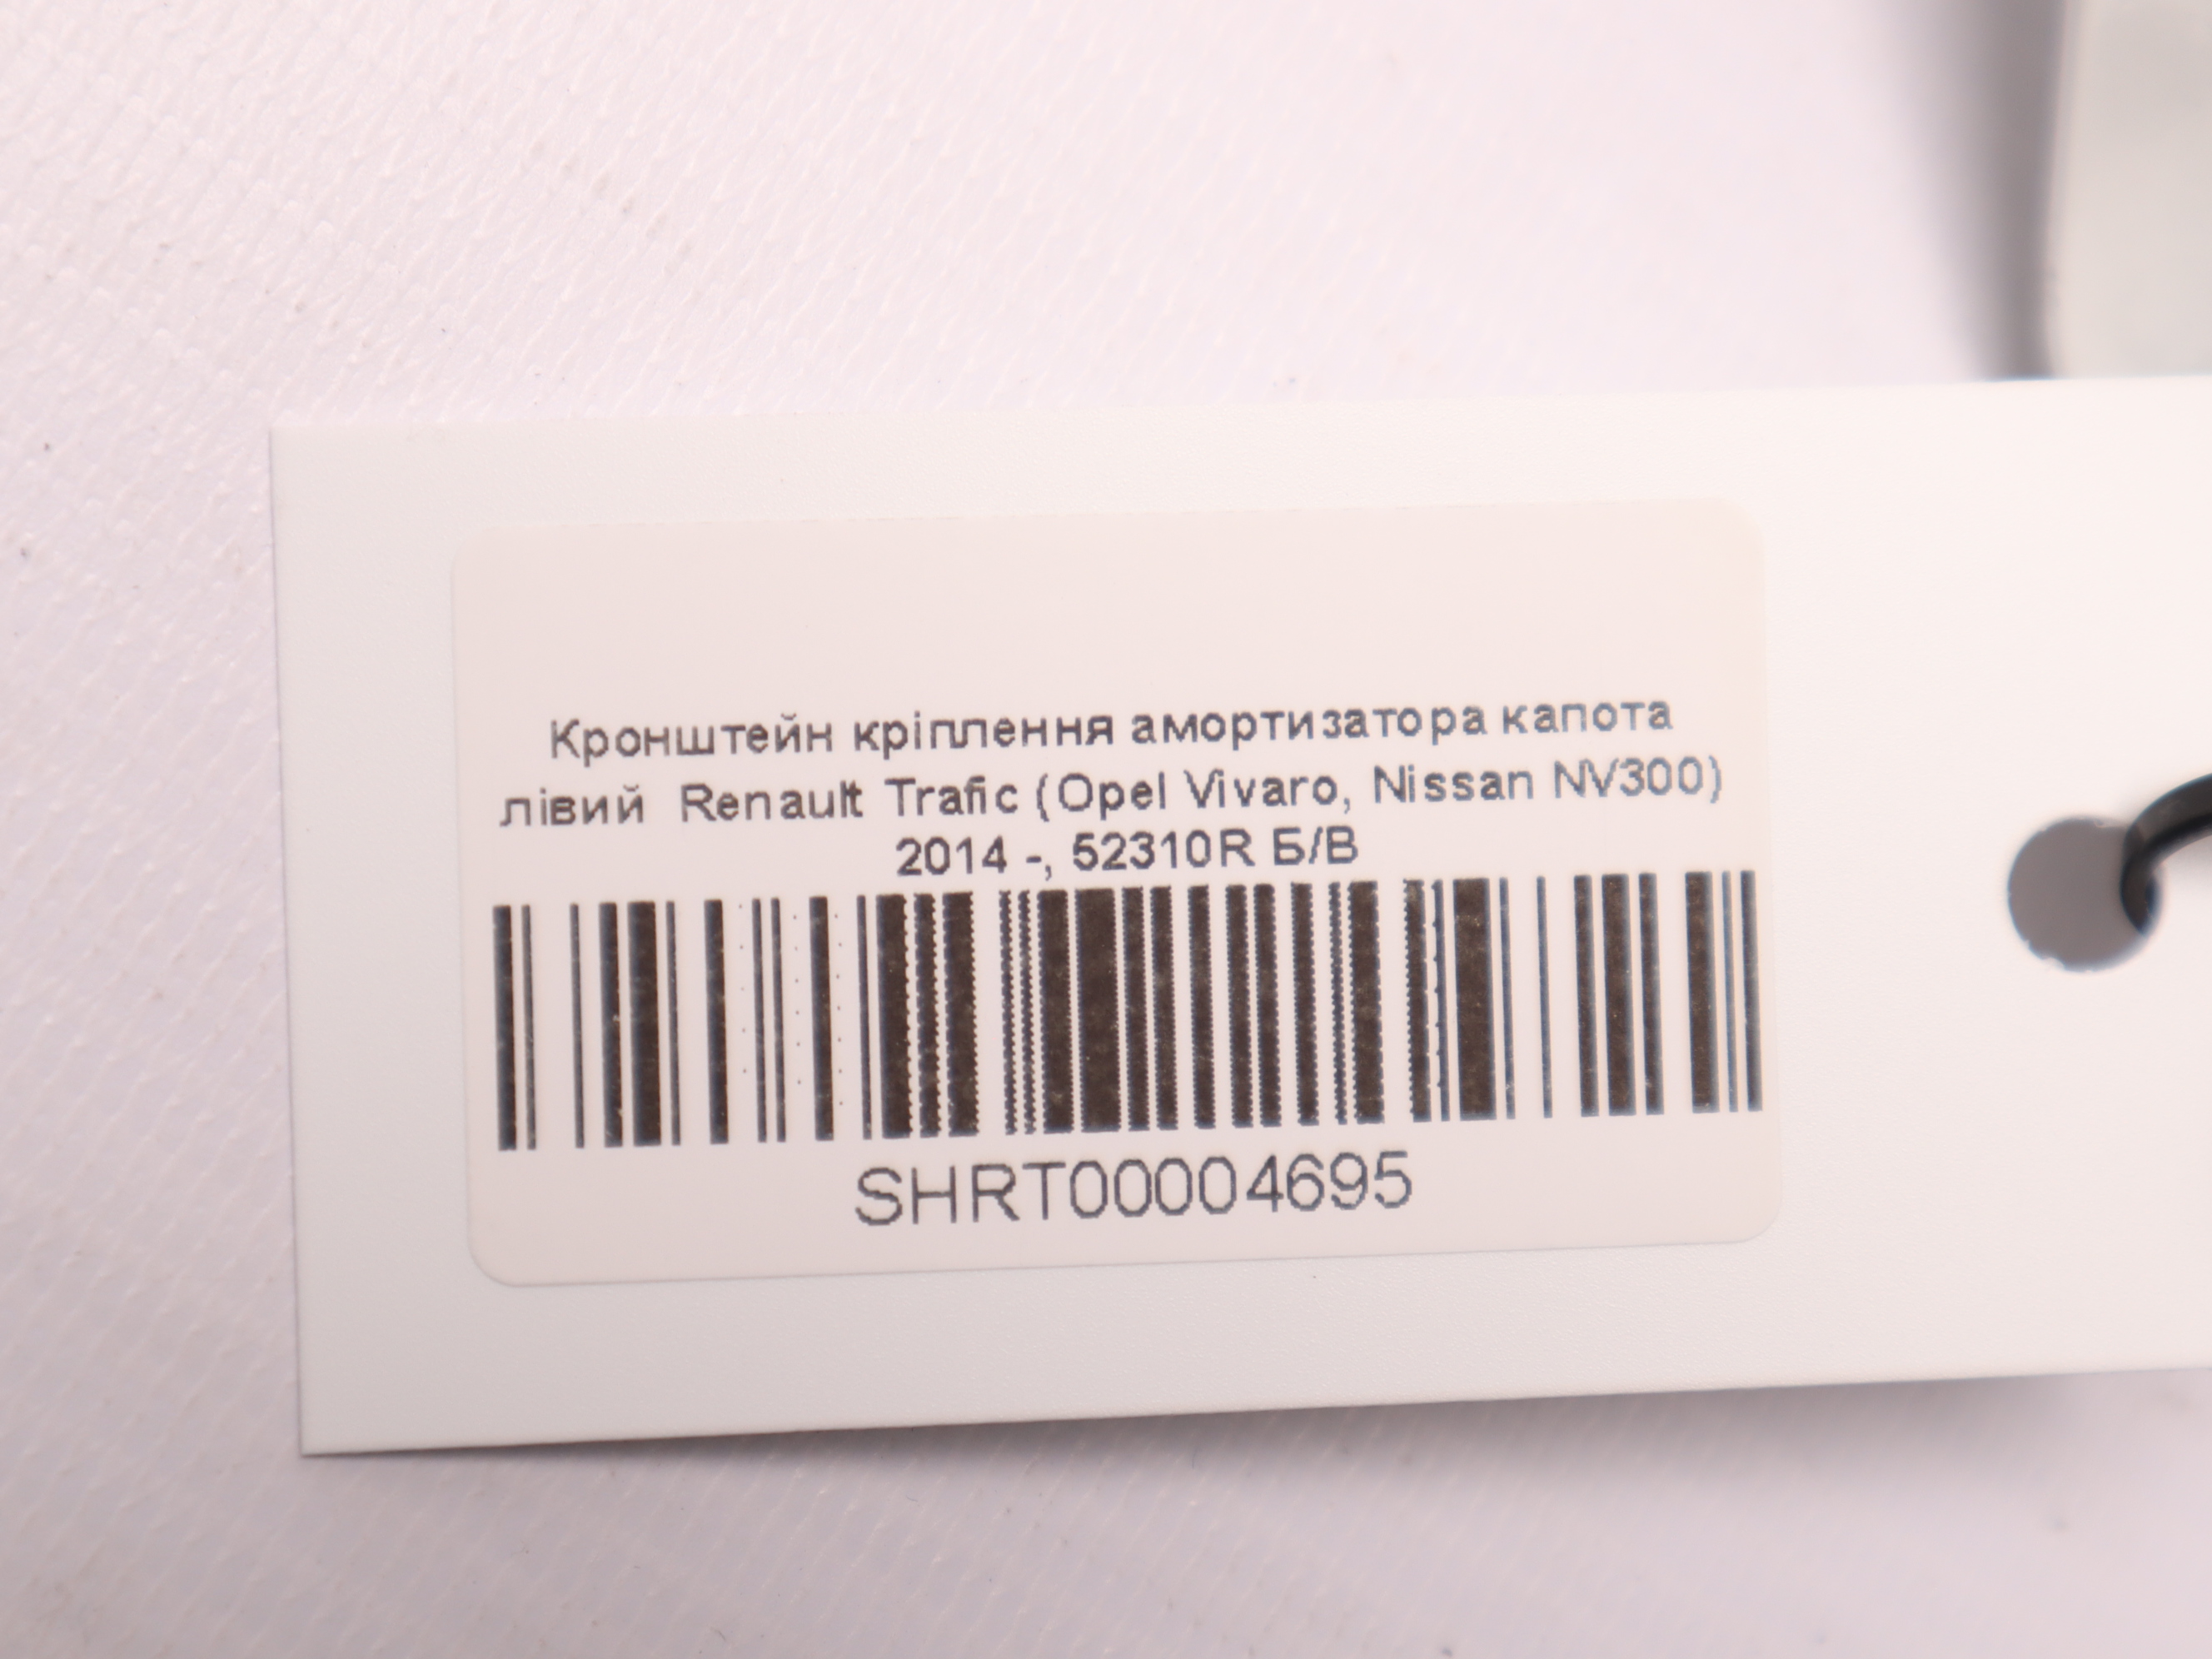 Кронштейн кріплення амортизатора капота
лівий Renault Trafic (Opel Vivaro, Nissan NV300)
2014 -, 52310R Б/В
SHRT00004695